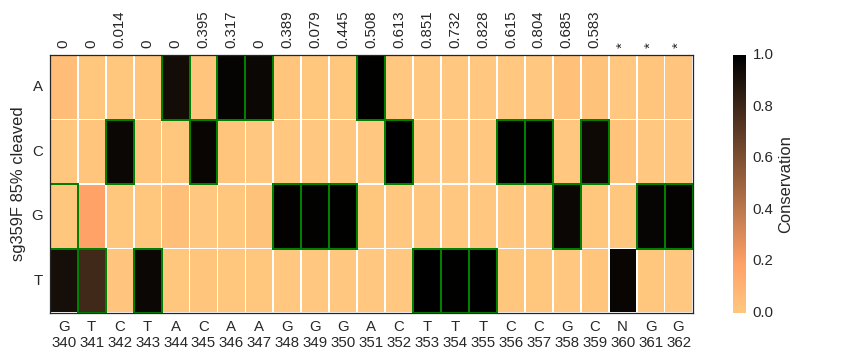 0 0 0.014 0 0 0.395 0.317 0 0.389 0.079 0.445 0.508 0.613 0.851 0.732 0.828 0.615 0.804 0.685 0.583 * * *
sg359F 85% cleaved
A
C
G
T
G T C T A C A A G G G A C T T T C C G C N G G
340 341 342 343 344 345 346 347 348 349 350 351 352 353 354 355 356 357 358 359 360 361 362
1.0
0.8
0.6
0.4
0.2
0.0
Conservation